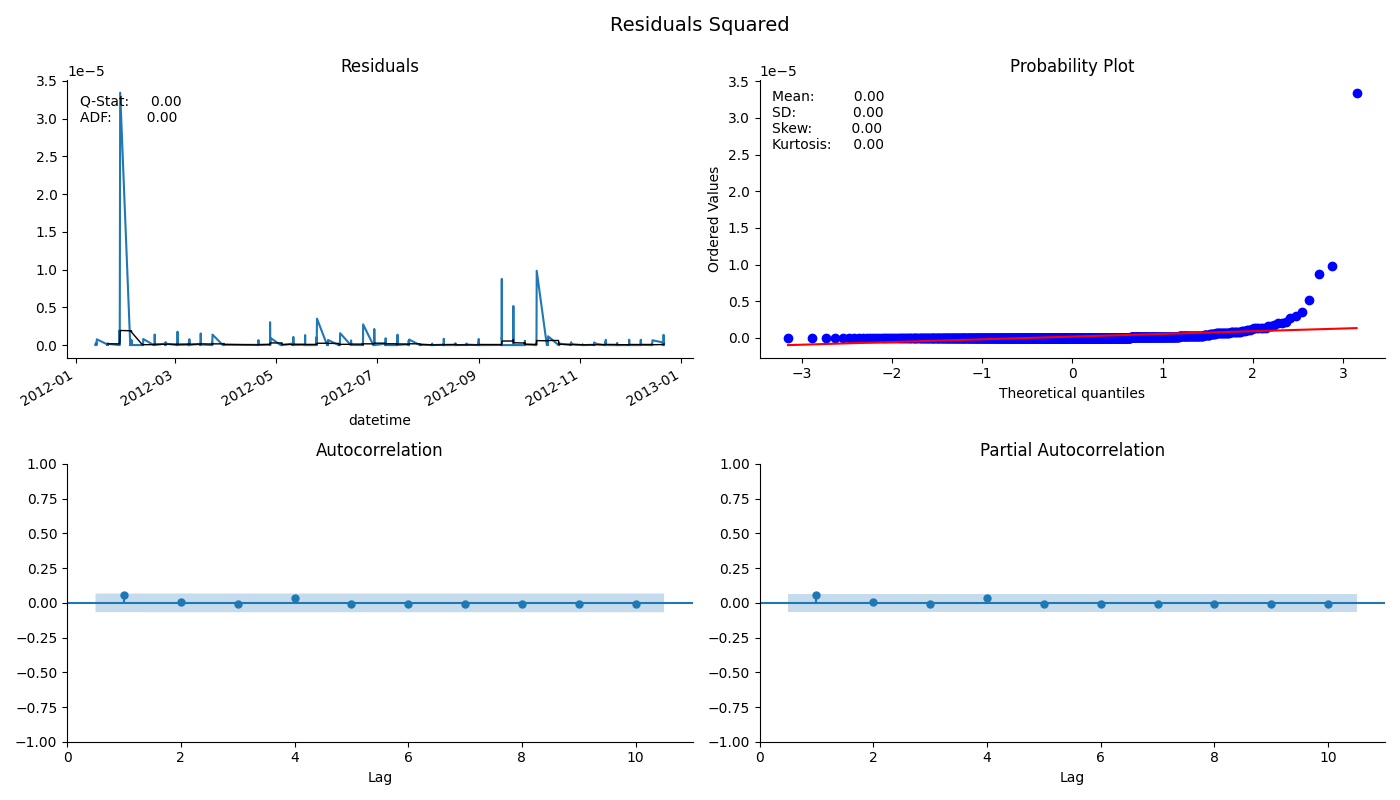 Residuals Squared
Residuals
1e−5
3.5
3.0
2.5
2.0
1.5
1.0
0.5
0.0
Q-Stat: 0.00
ADF: 0.00
2012-01
2012-03
2012-05
2012-07
2012-09
2012-11
2013-01
datetime
Probability Plot
1e−5
3.5
3.0
2.5
2.0
1.5
1.0
0.5
0.0
Ordered Values
Mean: 0.00
SD: 0.00
Skew: 0.00
Kurtosis: 0.00
−3 −2 −1 0 1 2 3
Theoretical quantiles
Autocorrelation
1.00
0.75
0.50
0.25
0.00
−0.25
−0.50
−0.75
−1.00
0 2 4 6 8 10
Lag
Partial Autocorrelation
1.00
0.75
0.50
0.25
0.00
−0.25
−0.50
−0.75
−1.00
0 2 4 6 8 10
Lag